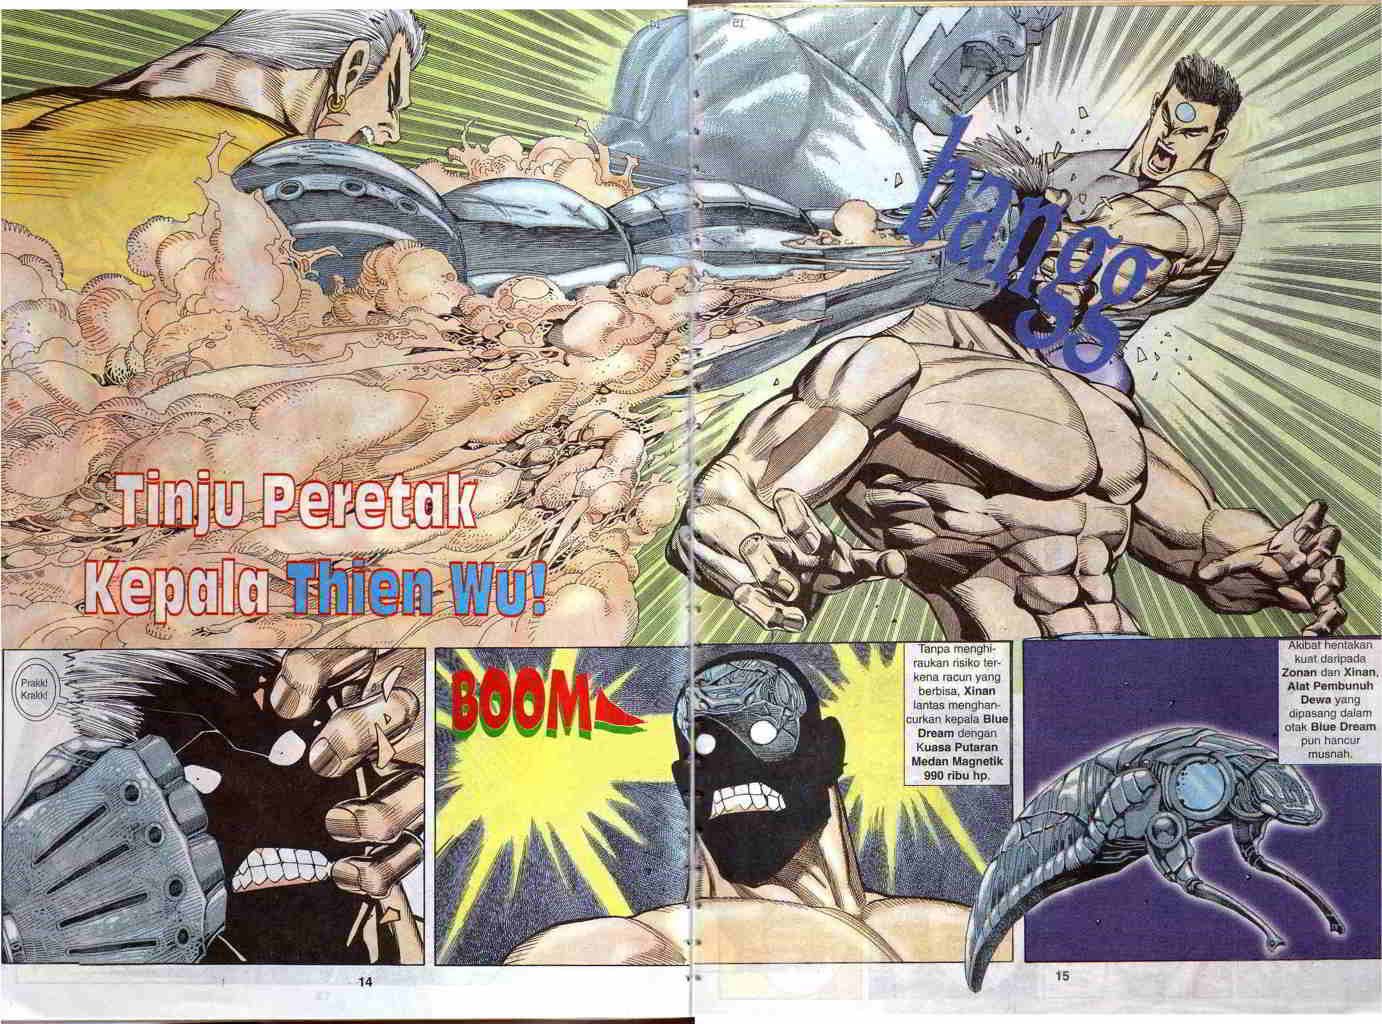 bangg
Tinju Peretak
Kepala Thien Wu!
Prakk!
Krakk!
BOOM
Tanpa menghi-
raukan risiko ter-
kena racun yang
berbisa, Xinan
lantas menghan-
curkan kepala Blue
Dream dengan
Kuasa Putaran
Medan Magnetik
990 ribu hp.
Akibat hentakan
kuat daripada
Zonan dan Xinan,
Alat Pembunuh
Dewa yang
dipasang dalam
otak Blue Dream
pun hancur
musnah.
14
15